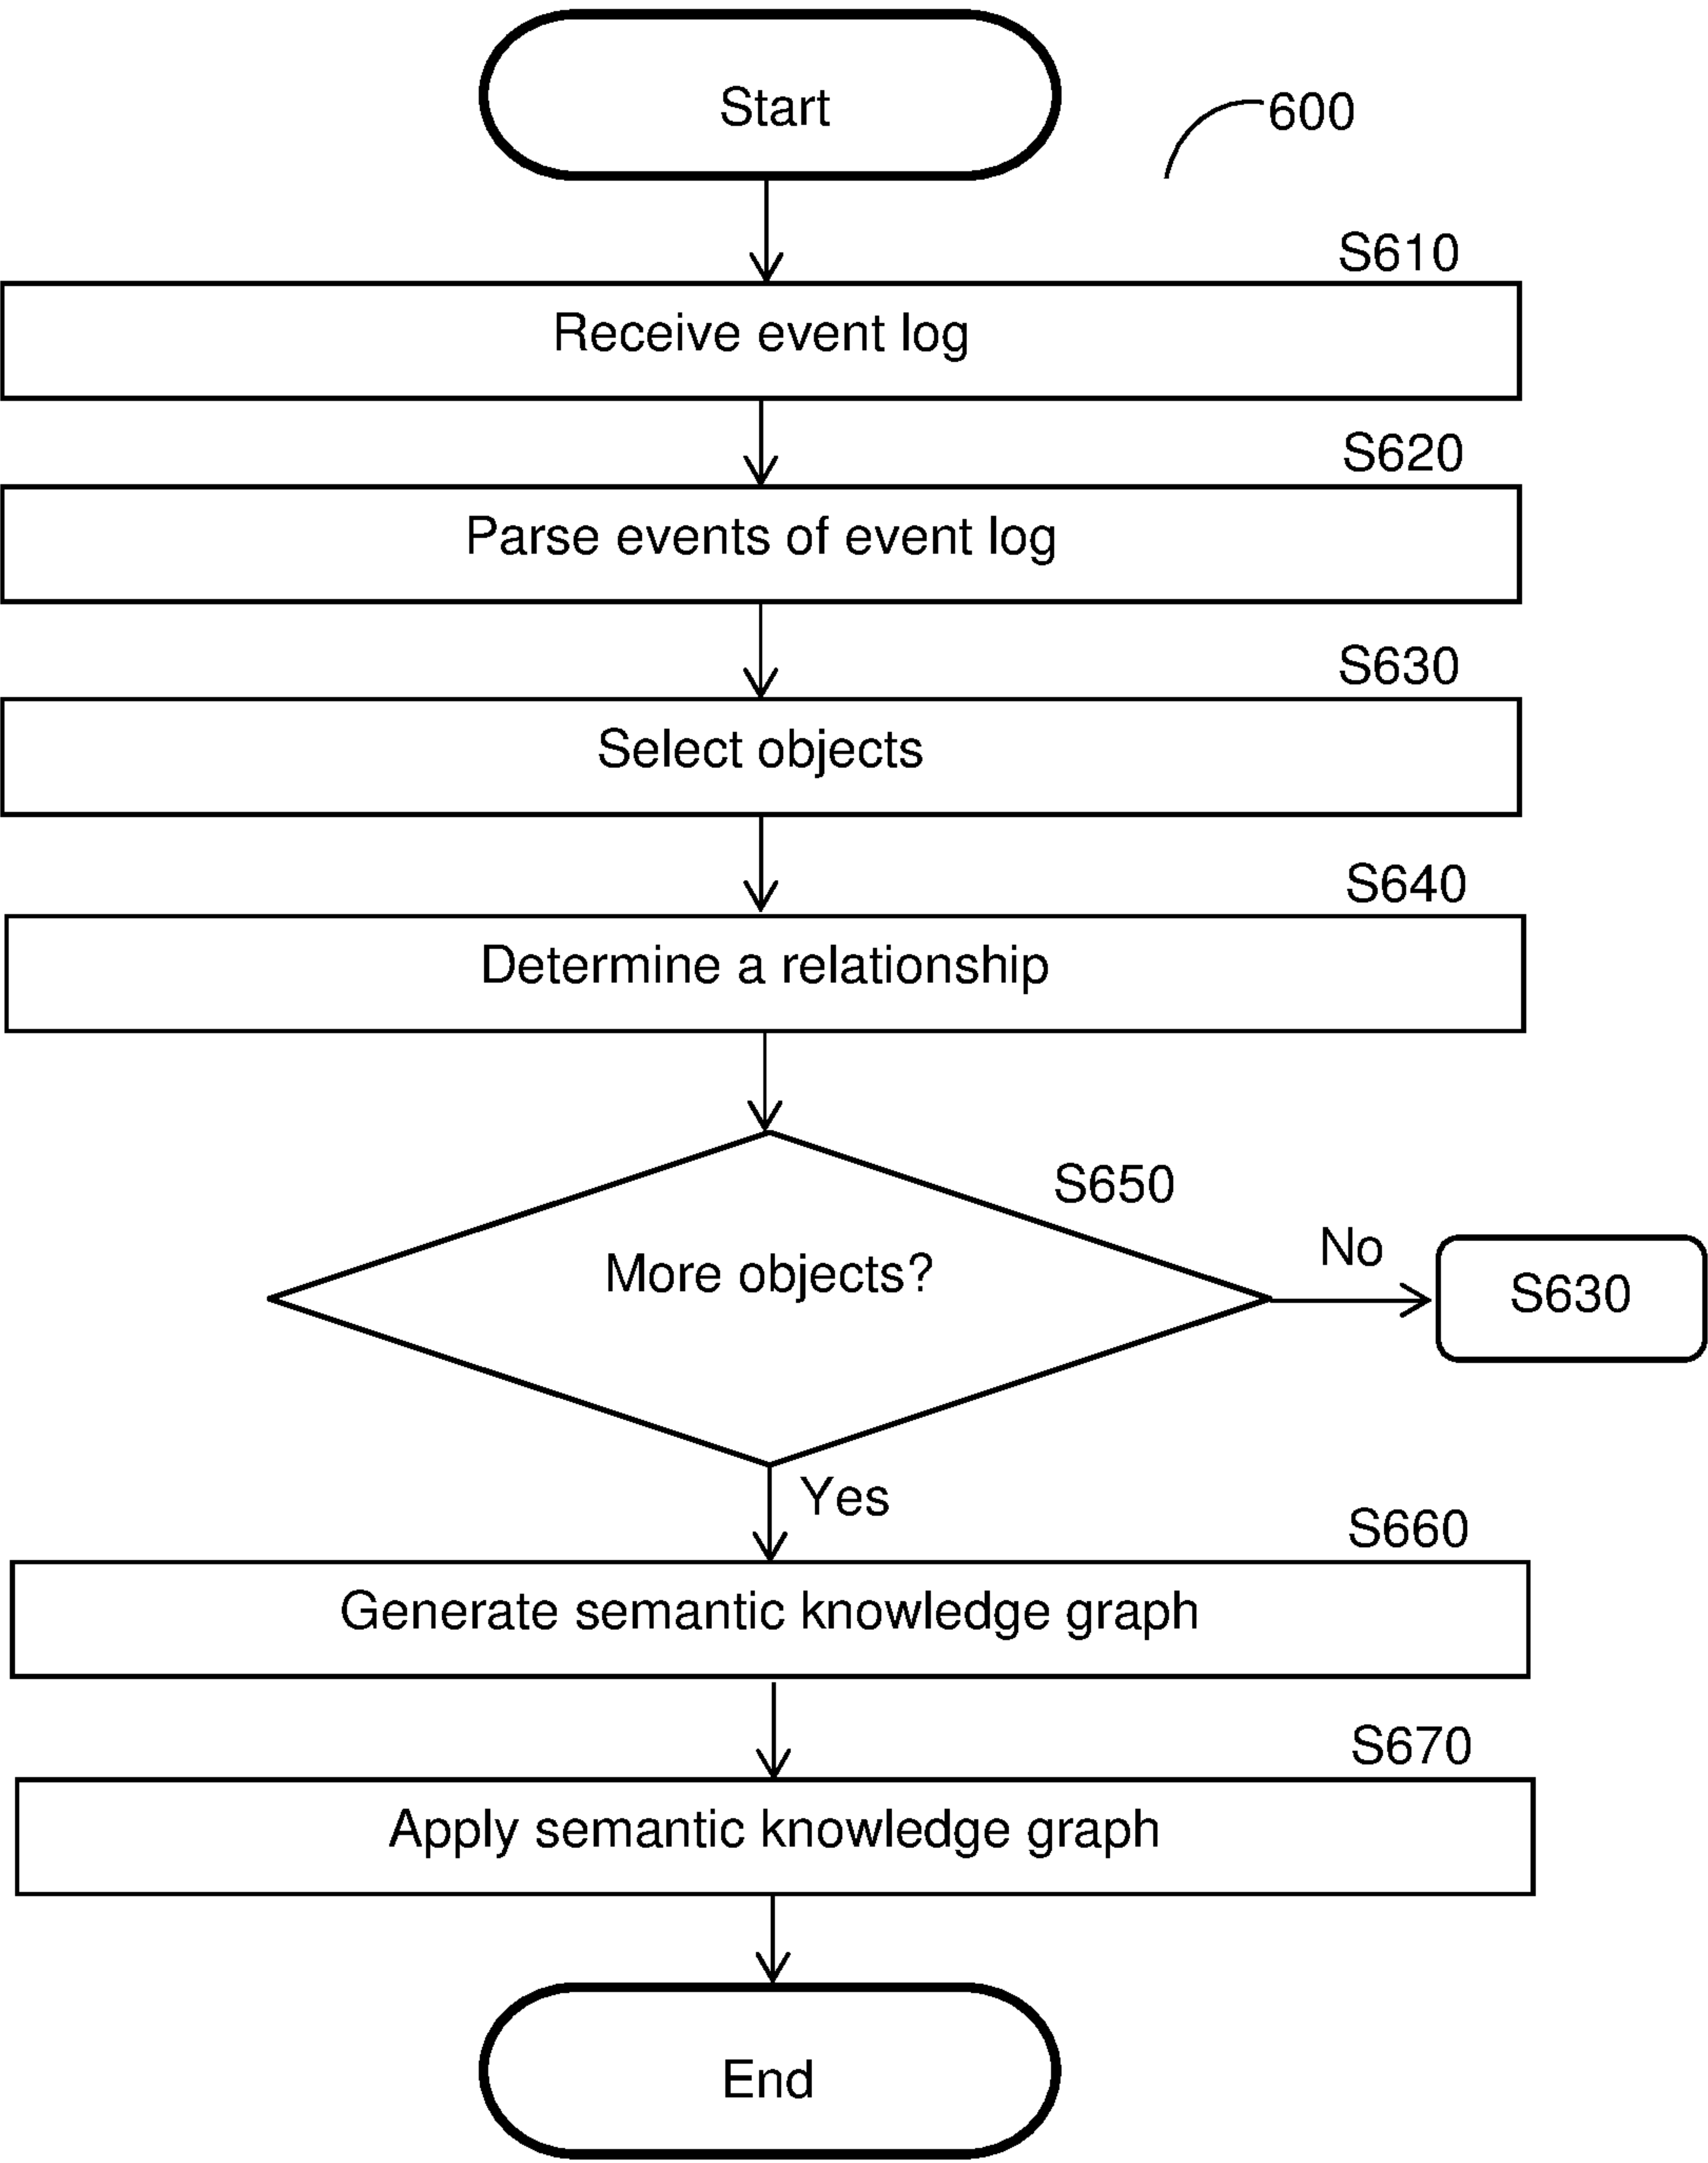 Start
600
S610
Receive event log
S620
Parse events of event log
S630
Select objects
S640
Determine a relationship
S650
More objects?
No
S630
Yes
S660
Generate semantic knowledge graph
S670
Apply semantic knowledge graph
End